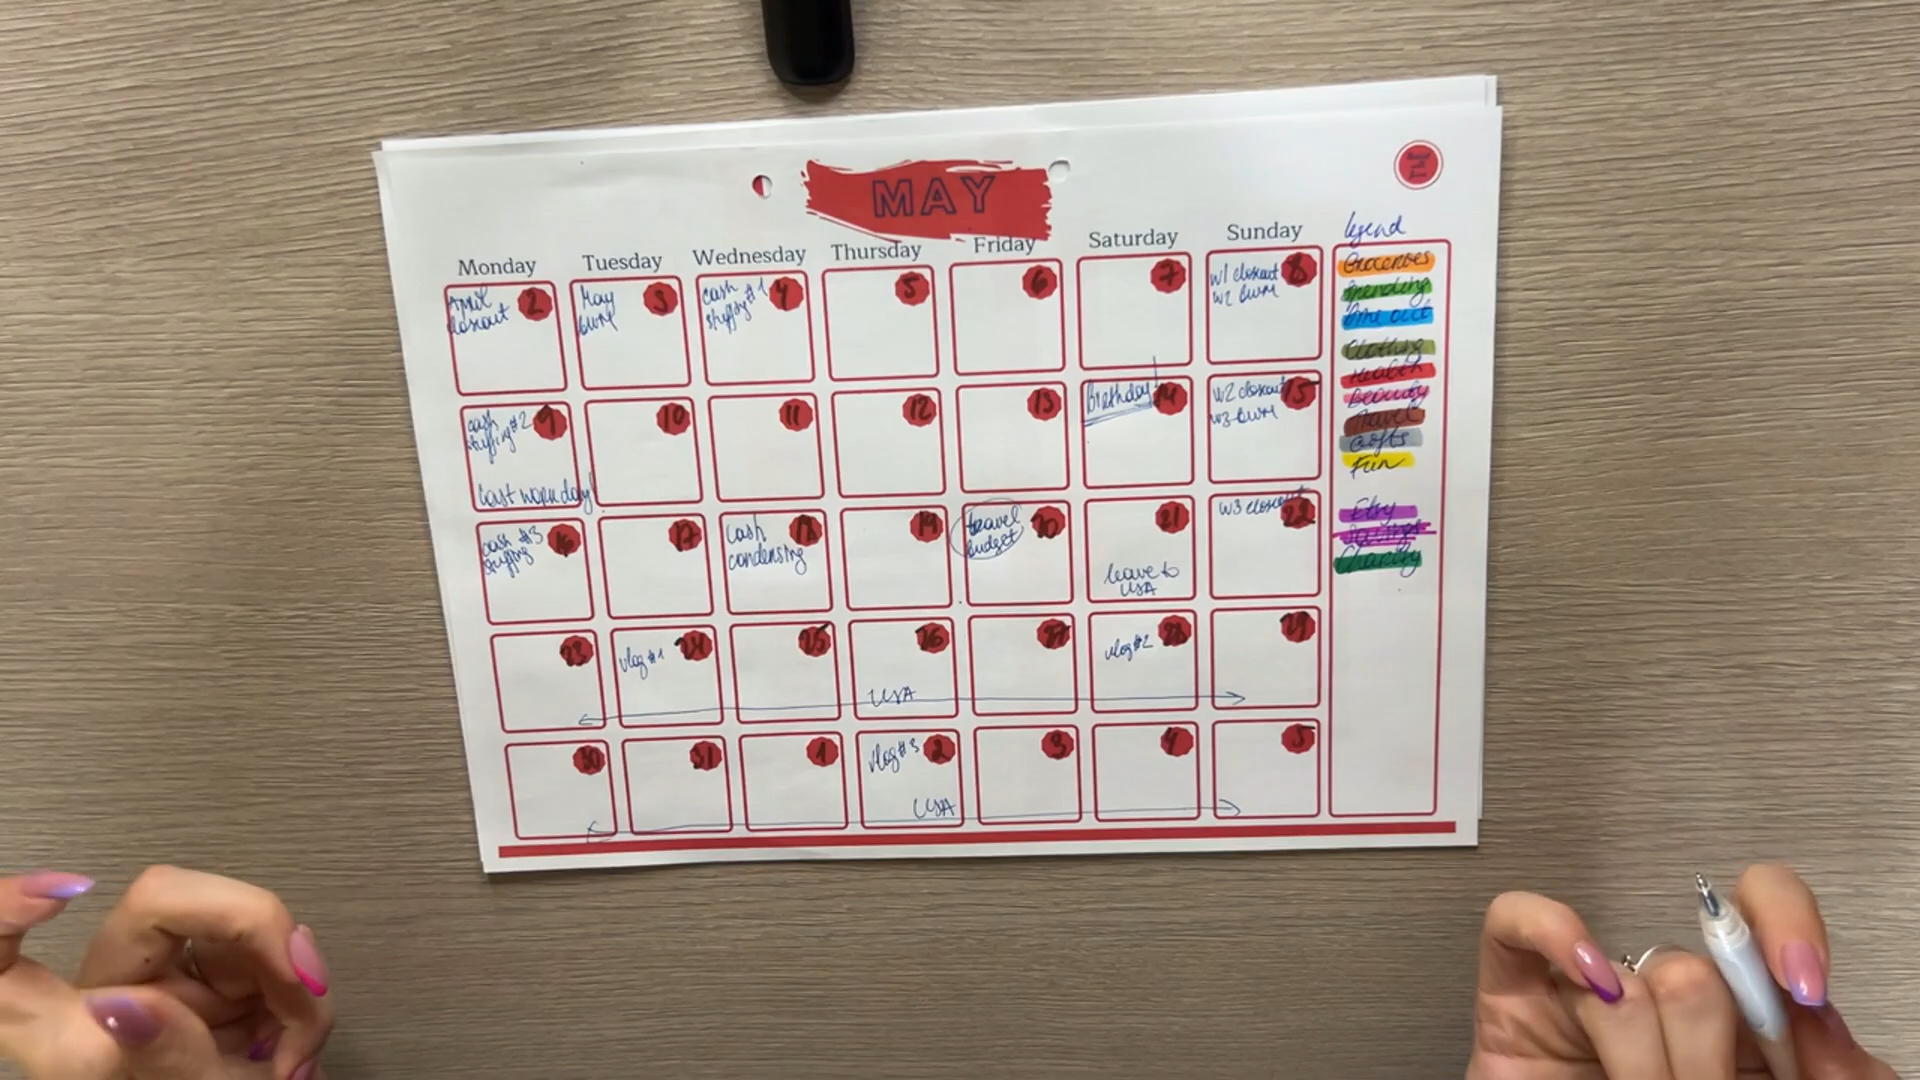 MAY
legend
Monday Tuesday Wednesday Thursday Friday Saturday Sunday
April
closeout
2
May
BWM
3
cash
stuffing #1
4
5
6
7
W1 closeout
W2 BWM
8
Groceries
Spending
Dine out
Clothing
Health
Beauty
Travel
Crafts
Fun
Etsy
Savings
Charity
cash
stuffing #2
9
Last work day!
10
11
12
13
Birthday!
14
W2 closeout
W3 BWM
15
cash #3
stuffing
16
17
Cash
condensing
18
19
travel
budget
20
21
leave to
USA
W3 closeout
22
23
vlog #1
24
25
26
USA
27
vlog #2
28
29
30
31
1
vlog #3
2
USA
3
4
5